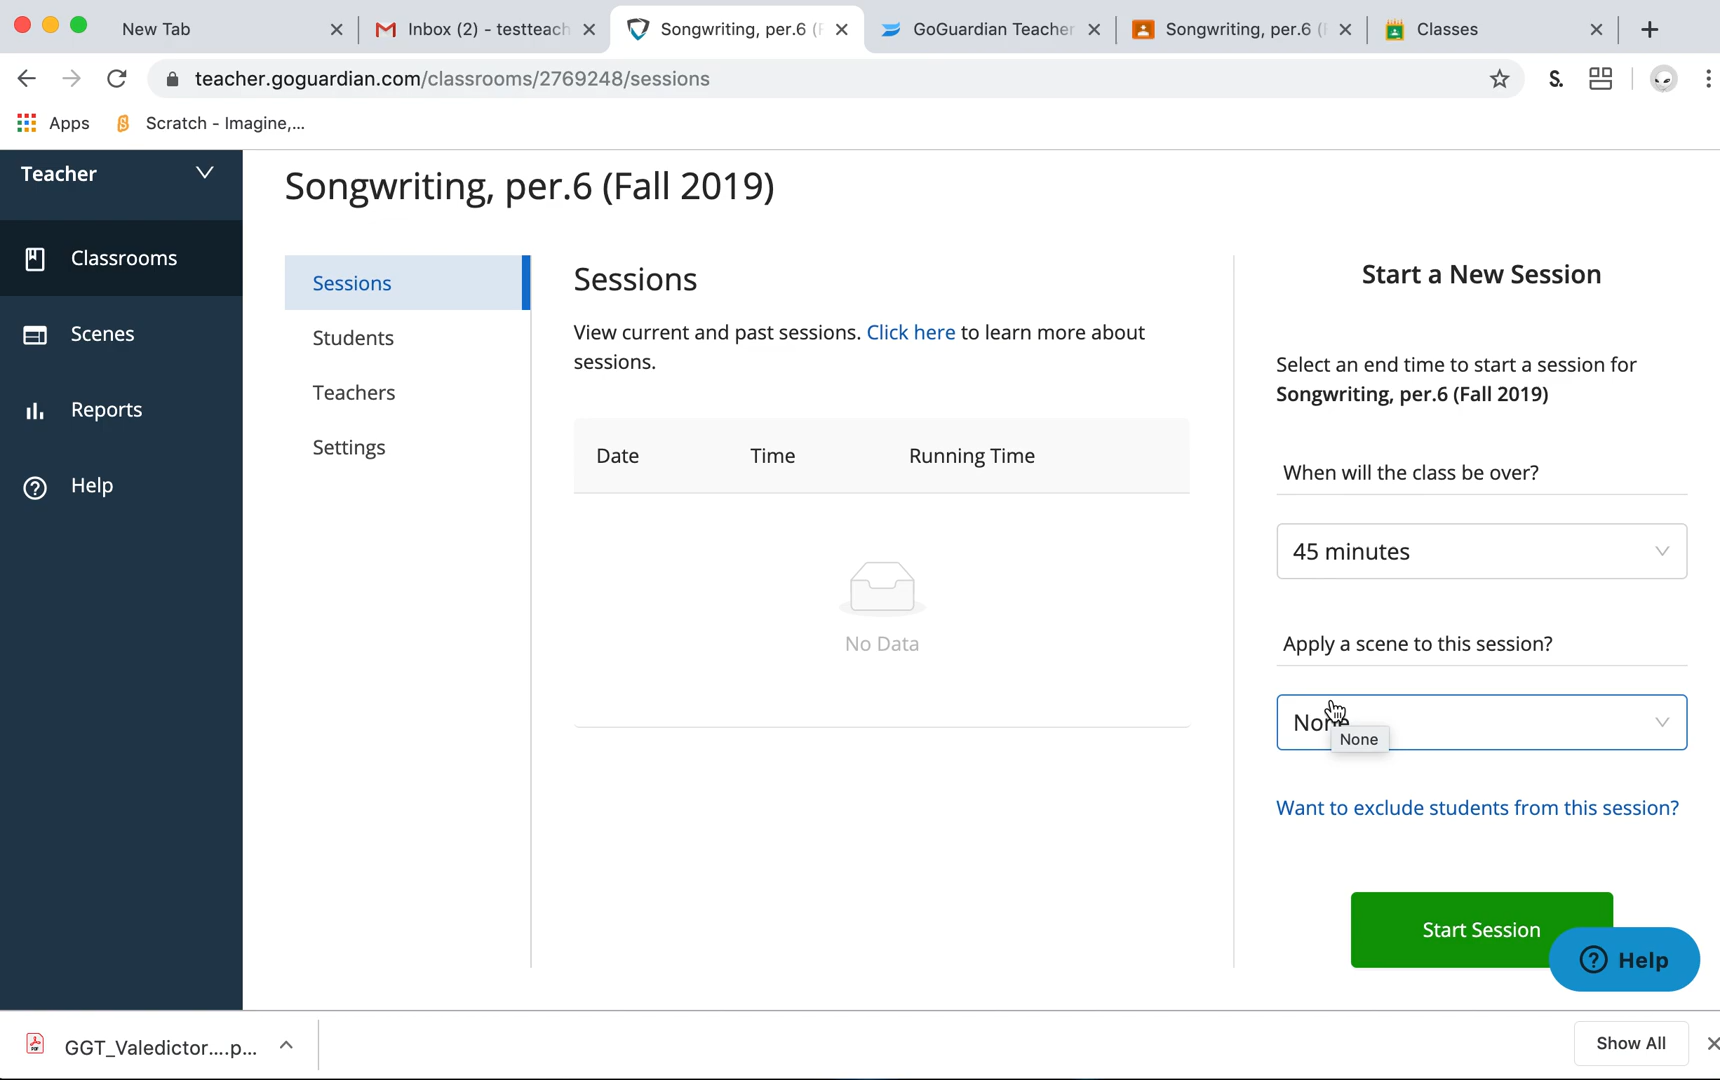 New Tab
Inbox (2) - testteach
Songwriting, per.6 (F
GoGuardian Teacher
Songwriting, per.6 (F
Classes
teacher.goguardian.com/classrooms/2769248/sessions
S.
Apps
Scratch - Imagine,...
Teacher
Classrooms
Scenes
Reports
Help
Songwriting, per.6 (Fall 2019)
Sessions
Students
Teachers
Settings
Sessions
View current and past sessions. Click here to learn more about
sessions.
Date Time Running Time
No Data
Start a New Session
Select an end time to start a session for
Songwriting, per.6 (Fall 2019)
When will the class be over?
45 minutes
Apply a scene to this session?
None
None
Want to exclude students from this session?
Start Session
Help
GGT_Valedictor....p...
Show All